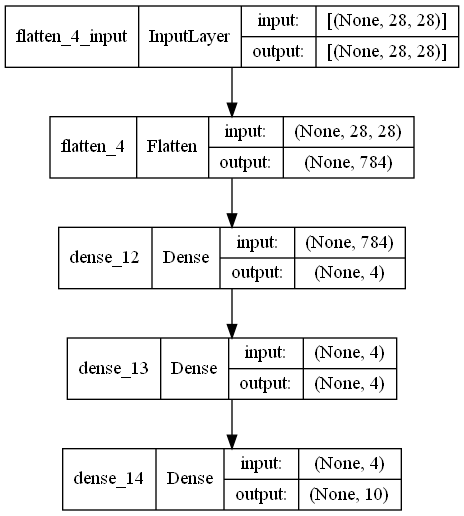 flatten_4_input InputLayer input: [(None, 28, 28)]
output: [(None, 28, 28)]
flatten_4 Flatten input: (None, 28, 28)
output: (None, 784)
dense_12 Dense input: (None, 784)
output: (None, 4)
dense_13 Dense input: (None, 4)
output: (None, 4)
dense_14 Dense input: (None, 4)
output: (None, 10)